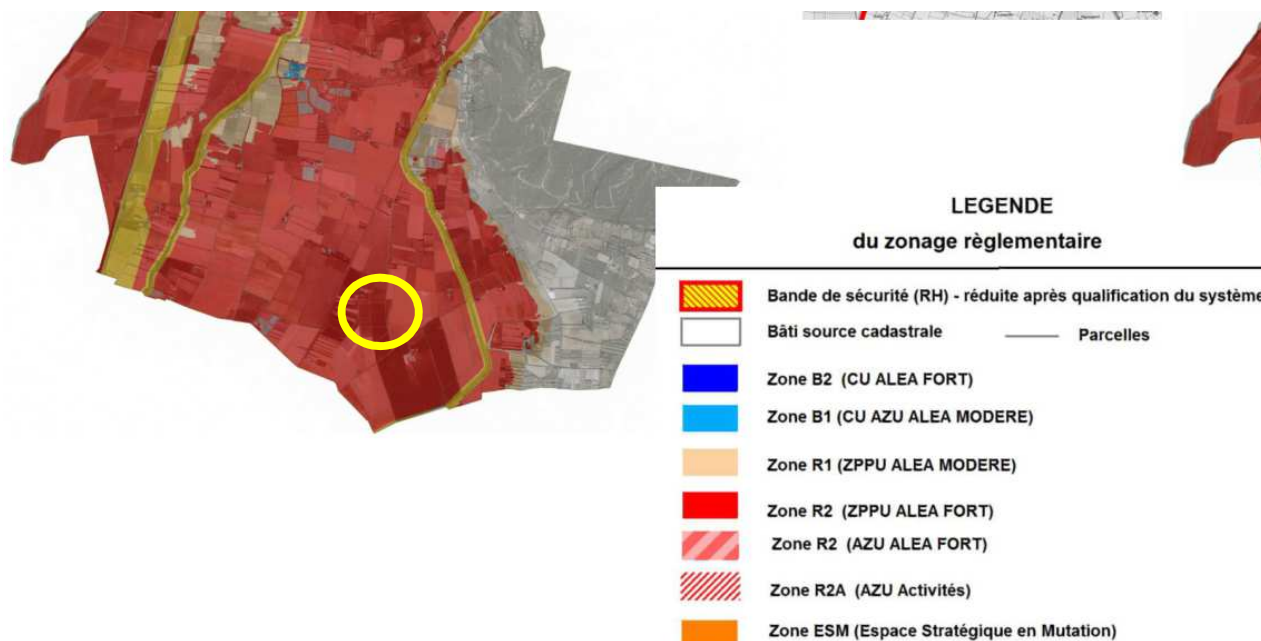 LEGENDE
du zonage règlementaire
Bande de sécurité (RH) - réduite après qualification du système
Bâti source cadastrale
Parcelles
Zone B2 (CU ALEA FORT)
Zone B1 (CU AZU ALEA MODERE)
Zone R1 (ZPPU ALEA MODERE)
Zone R2 (ZPPU ALEA FORT)
Zone R2 (AZU ALEA FORT)
Zone R2A (AZU Activités)
Zone ESM (Espace Stratégique en Mutation)